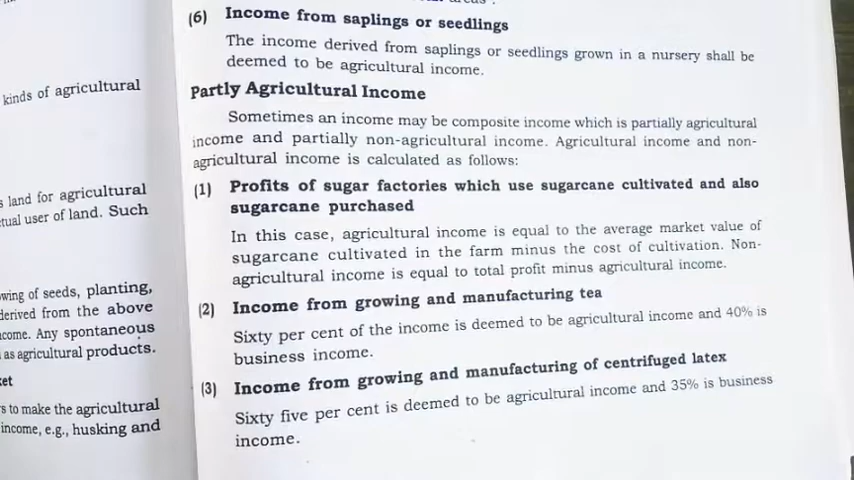 kinds of agricultural
land for agricultural
user of land. Such
of seeds, planting,
derived from the above
Any spontaneous
as agricultural products.
to make the agricultural
income, e.g., husking and
(6) Income from saplings or seedlings
The income derived from saplings or seedlings grown in a nursery shall be
deemed to be agricultural income.
Partly Agricultural Income
Sometimes an income may be composite income which is partially agricultural
income and partially non-agricultural income. Agricultural income and non-
agricultural income is calculated as follows:
(1) Profits of sugar factories which use sugarcane cultivated and also
sugarcane purchased
In this case, agricultural income is equal to the average market value of
sugarcane cultivated in the farm minus the cost of cultivation. Non-
agricultural income is equal to total profit minus agricultural income.
(2) Income from growing and manufacturing tea
Sixty per cent of the income is deemed to be agricultural income and 40% is
business income.
(3) Income from growing and manufacturing of centrifuged latex
Sixty five per cent is deemed to be agricultural income and 35% is business
income.